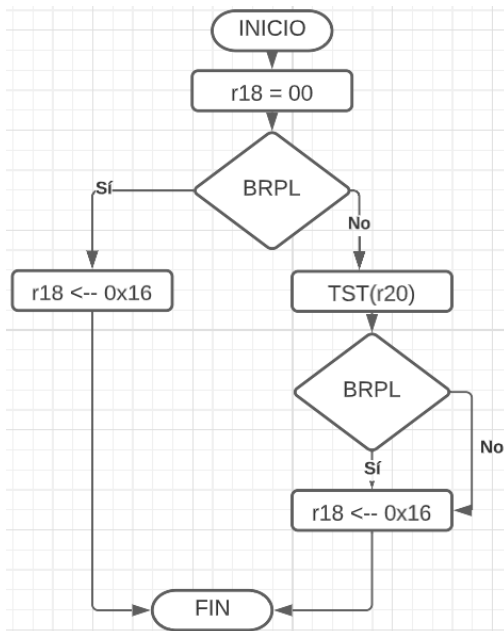 INICIO
r18 = 00
BRPL
Sí
No
r18 <-- 0x16
TST(r20)
BRPL
No
Sí
r18 <-- 0x16
FIN